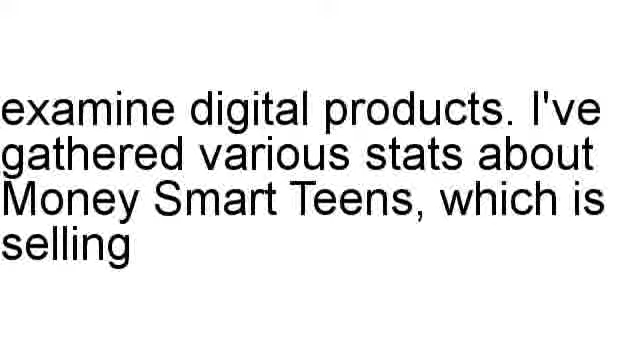 examine digital products. I've
gathered various stats about
Money Smart Teens, which is
selling